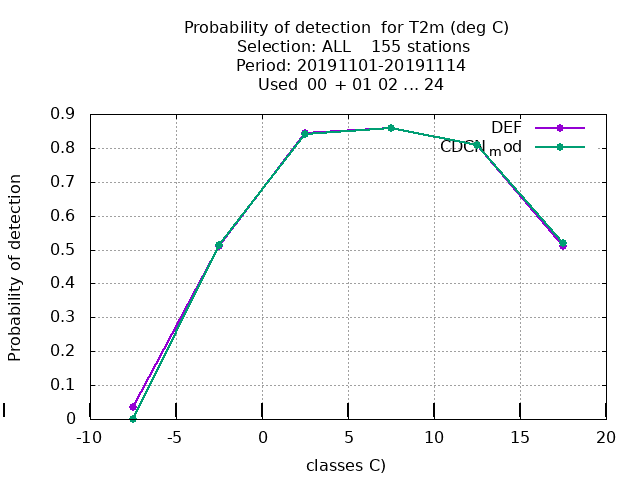 Probability of detection for T2m (deg C)
Selection: ALL 155 stations
Period: 20191101-20191114
Used 00 + 01 02 ... 24
Probability of detection
0.9
0.8
0.7
0.6
0.5
0.4
0.3
0.2
0.1
0
DEF
CDCN_mod
-10 -5 0 5 10 15 20
classes C)